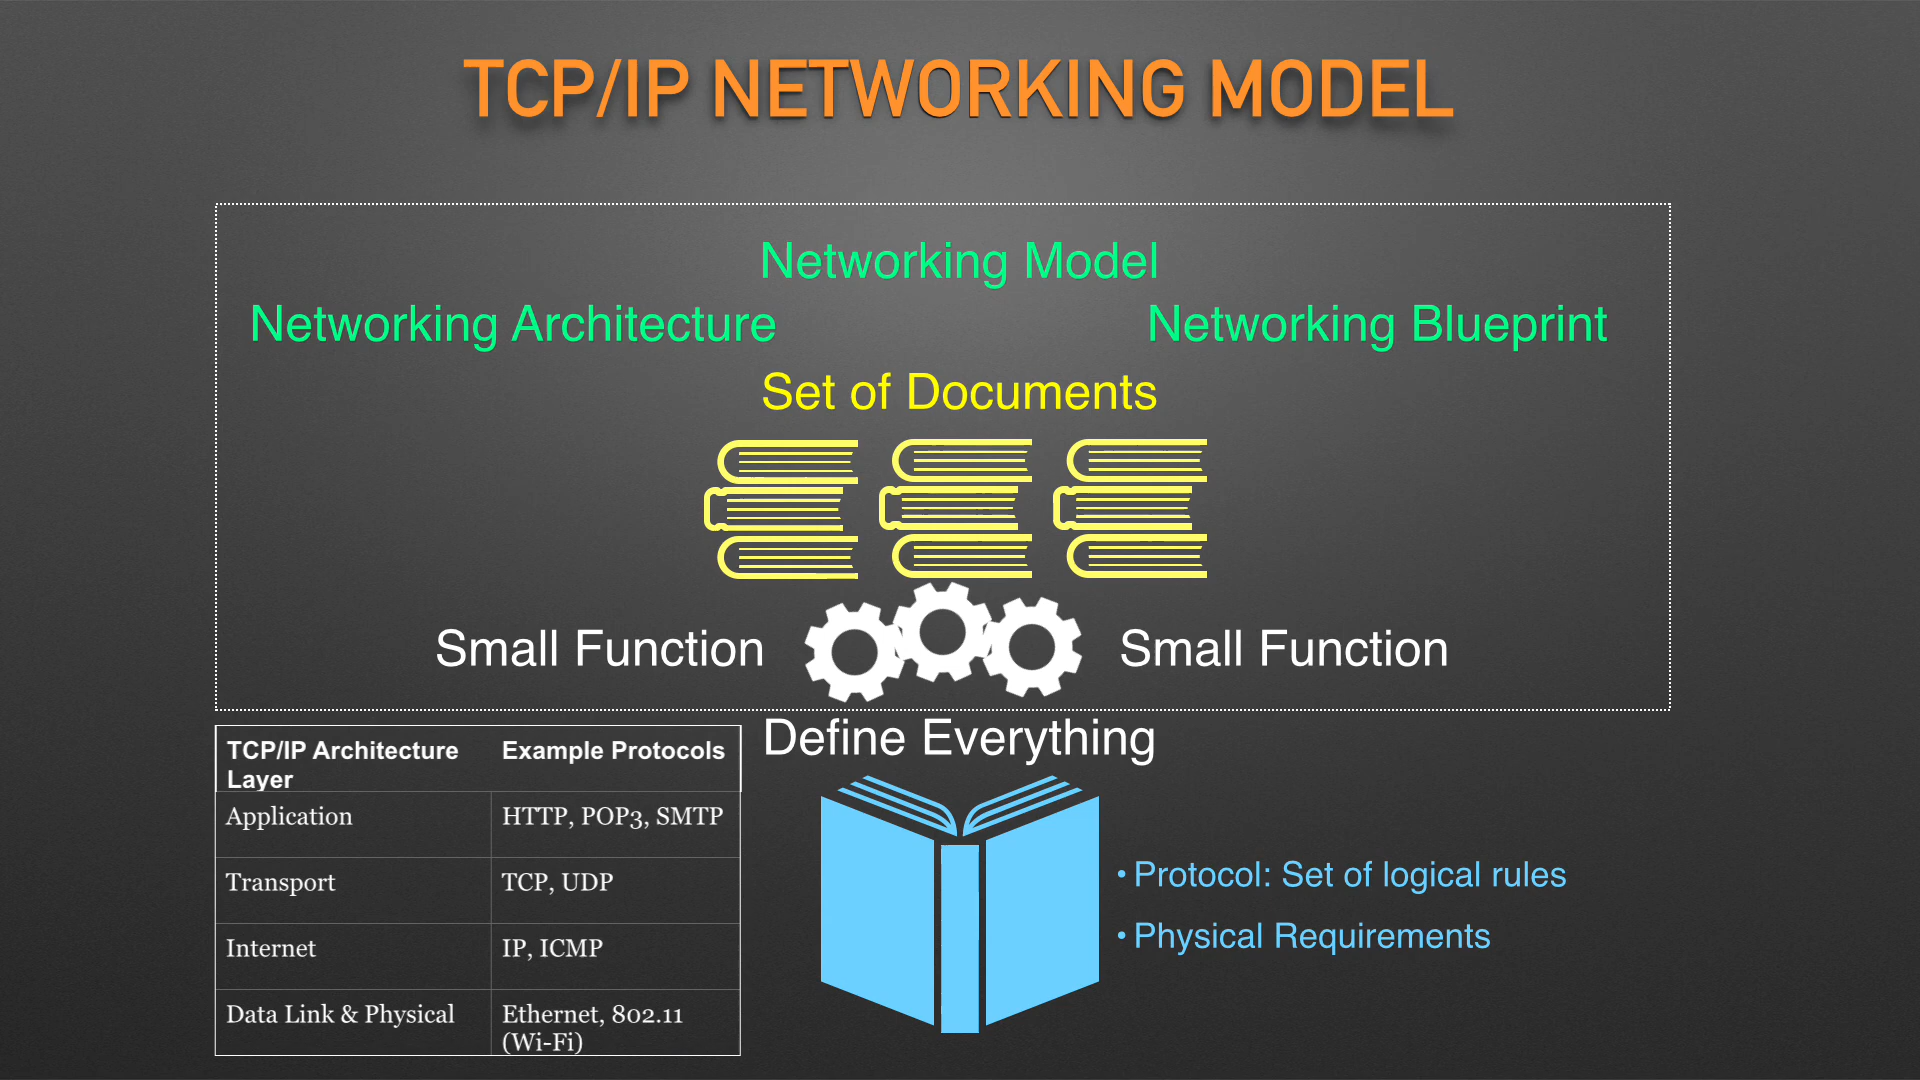 TCP/IP NETWORKING MODEL
Networking Model
Networking Architecture
Networking Blueprint
Set of Documents
Small Function
Small Function
Define Everything
TCP/IP Architecture Layer
Example Protocols
Application
HTTP, POP3, SMTP
Transport
TCP, UDP
Internet
IP, ICMP
Data Link & Physical
Ethernet, 802.11
(Wi-Fi)
• Protocol: Set of logical rules
• Physical Requirements